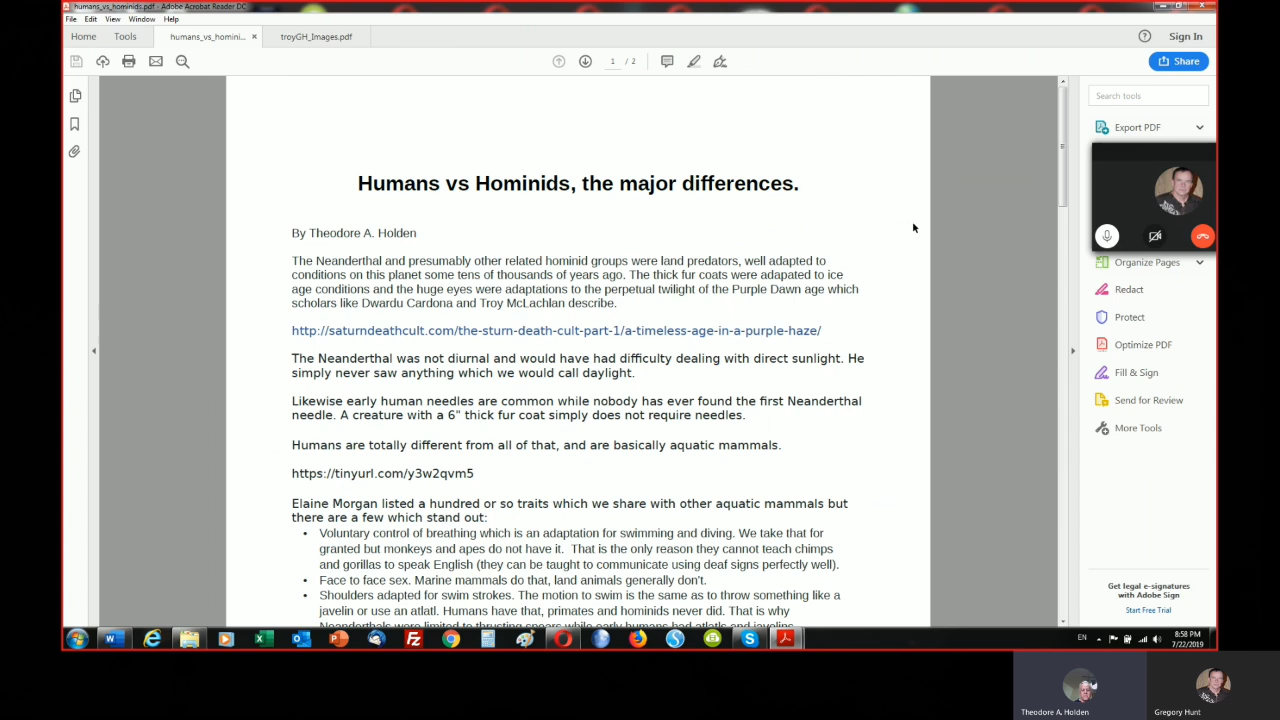 humans_vs_hominids.pdf - Adobe Acrobat Reader DC
File Edit View Window Help
Home Tools humans_vs_homini... × troyGH_Images.pdf Sign In
1 / 2 Share
Search tools
Export PDF
Humans vs Hominids, the major differences.
By Theodore A. Holden
The Neanderthal and presumably other related hominid groups were land predators, well adapted to
conditions on this planet some tens of thousands of years ago. The thick fur coats were adapated to ice
age conditions and the huge eyes were adaptations to the perpetual twilight of the Purple Dawn age which
scholars like Dwardu Cardona and Troy McLachlan describe.
http://saturndeathcult.com/the-sturn-death-cult-part-1/a-timeless-age-in-a-purple-haze/
The Neanderthal was not diurnal and would have had difficulty dealing with direct sunlight. He
simply never saw anything which we would call daylight.
Likewise early human needles are common while nobody has ever found the first Neanderthal
needle. A creature with a 6" thick fur coat simply does not require needles.
Humans are totally different from all of that, and are basically aquatic mammals.
https://tinyurl.com/y3w2qvm5
Elaine Morgan listed a hundred or so traits which we share with other aquatic mammals but
there are a few which stand out:
• Voluntary control of breathing which is an adaptation for swimming and diving. We take that for
granted but monkeys and apes do not have it. That is the only reason they cannot teach chimps
and gorillas to speak English (they can be taught to communicate using deaf signs perfectly well).
• Face to face sex. Marine mammals do that, land animals generally don't.
• Shoulders adapted for swim strokes. The motion to swim is the same as to throw something like a
javelin or use an atlatl. Humans have that, primates and hominids never did. That is why
Neanderthals were limited to thrusting spears while early humans had atlatls and javelins.
Organize Pages
Redact
Protect
Optimize PDF
Fill & Sign
Send for Review
More Tools
Get legal e-signatures
with Adobe Sign
Start Free Trial
EN 8:58 PM
7/22/2019
Theodore A. Holden Gregory Hunt